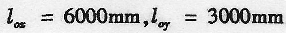 l_{ox} = 6000mm, l_{oy} = 3000mm